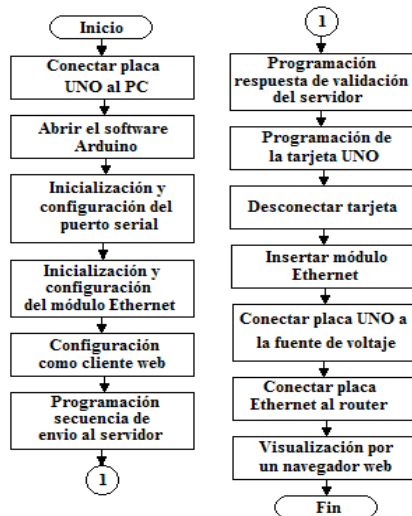 Inicio
Conectar placa
UNO al PC
Abrir el software
Arduino
Inicialización y
configuración del
puerto serial
Inicialización y
configuración
del módulo Ethernet
Configuración
como cliente web
Programación
secuencia de
envio al servidor
1
1
Programación
respuesta de validación
del servidor
Programación de
la tarjeta UNO
Desconectar tarjeta
Insertar módulo
Ethernet
Conectar placa UNO a
la fuente de voltaje
Conectar placa
Ethernet al router
Visualización por
un navegador web
Fin